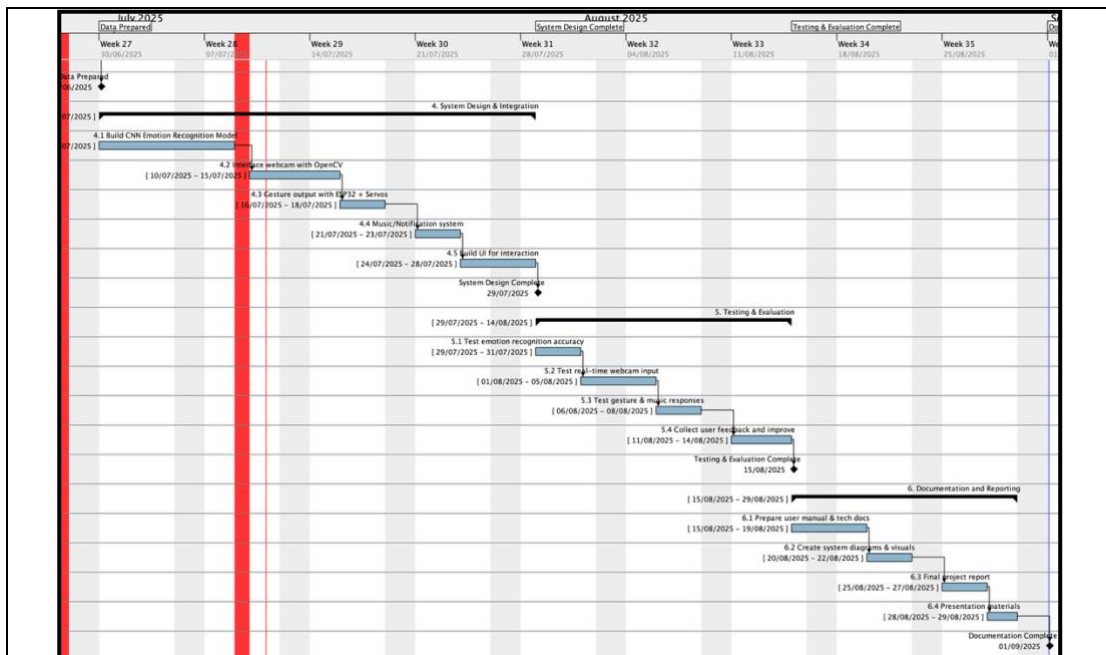 July 2025
August 2025
Data Prepared
System Design Complete
Testing & Evaluation Complete
Week 27
Week 28
Week 29
Week 30
Week 31
Week 32
Week 33
Week 34
Week 35
30/06/2025
07/07/2025
14/07/2025
21/07/2025
28/07/2025
04/08/2025
11/08/2025
18/08/2025
25/08/2025
Data Prepared
06/2025
4. System Design & Integration
07/2025 ]
4.1 Build CNN Emotion Recognition Model
07/2025 ]
4.2 Interface webcam with OpenCV
[ 10/07/2025 - 15/07/2025 ]
4.3 Gesture output with ESP32 + Servos
[ 16/07/2025 - 18/07/2025 ]
4.4 Music/Notification system
[ 21/07/2025 - 23/07/2025 ]
4.5 Build UI for interaction
[ 24/07/2025 - 28/07/2025 ]
System Design Complete
29/07/2025
5. Testing & Evaluation
[ 29/07/2025 - 14/08/2025 ]
5.1 Test emotion recognition accuracy
[ 29/07/2025 - 31/07/2025 ]
5.2 Test real-time webcam input
[ 01/08/2025 - 05/08/2025 ]
5.3 Test gesture & music responses
[ 06/08/2025 - 08/08/2025 ]
5.4 Collect user feedback and improve
[ 11/08/2025 - 14/08/2025 ]
Testing & Evaluation Complete
15/08/2025
6. Documentation and Reporting
[ 15/08/2025 - 29/08/2025 ]
6.1 Prepare user manual & tech docs
[ 15/08/2025 - 19/08/2025 ]
6.2 Create system diagrams & visuals
[ 20/08/2025 - 22/08/2025 ]
6.3 Final project report
[ 25/08/2025 - 27/08/2025 ]
6.4 Presentation materials
[ 28/08/2025 - 29/08/2025 ]
Documentation Complete
01/09/2025